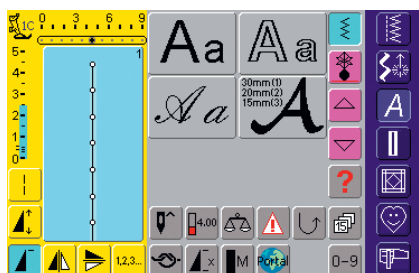 1C
0 3 6 9
5-
4-
3-
2-
1-
0-
1
Aa
Aa
Aa
30mm(1)
20mm(2)
15mm(3)
A
?
A
4.00
15
1,2,3...
x
M
Portal
0-9